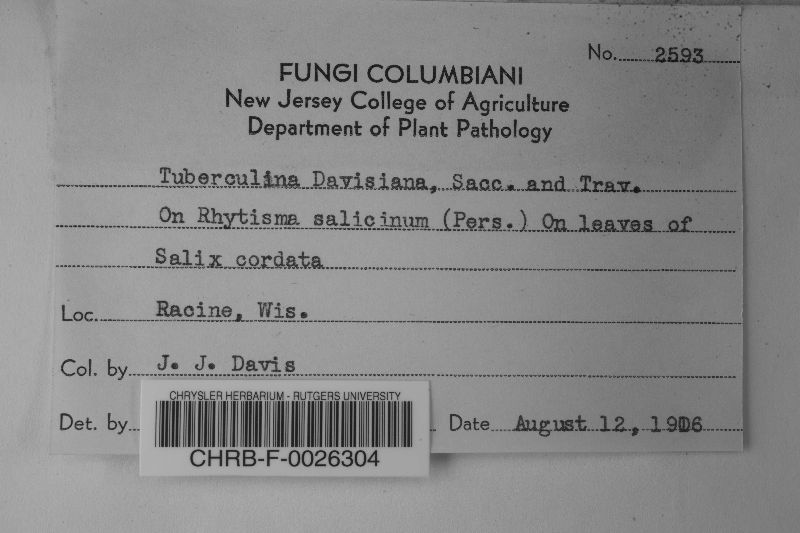 No. 2593
FUNGI COLUMBIANI
New Jersey College of Agriculture
Department of Plant Pathology
Tuberculina Davisiana, Sacc. and Trav.
On Rhytisma salicinum (Pers.) On leaves of
Salix cordata
Loc. Racine, Wis.
Col. by J. J. Davis
Det. by
Date August 12, 1906
CHRYSLER HERBARIUM - RUTGERS UNIVERSITY
CHRB-F-0026304